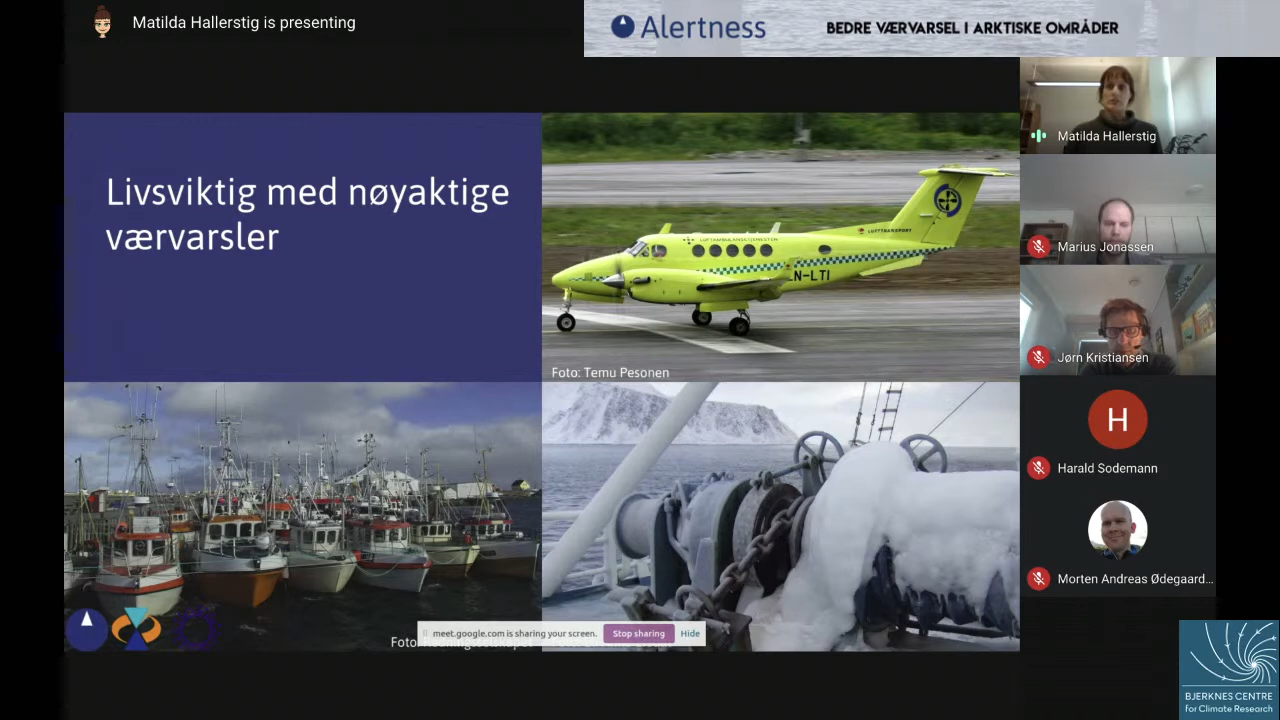 Matilda Hallerstig is presenting
Alertness
BEDRE VÆRVARSEL I ARKTISKE OMRÅDER
Livsviktig med nøyaktige
værvarsler
LUFTAMBULANSETJENESTEN
LUFTTRANSPORT
N-LTI
Foto: Temu Pesonen
Foto:
meet.google.com is sharing your screen.
Stop sharing
Hide
Matilda Hallerstig
Marius Jonassen
Jørn Kristiansen
H
Harald Sodemann
Morten Andreas Ødegaard...
BJERKNES CENTRE
for Climate Research